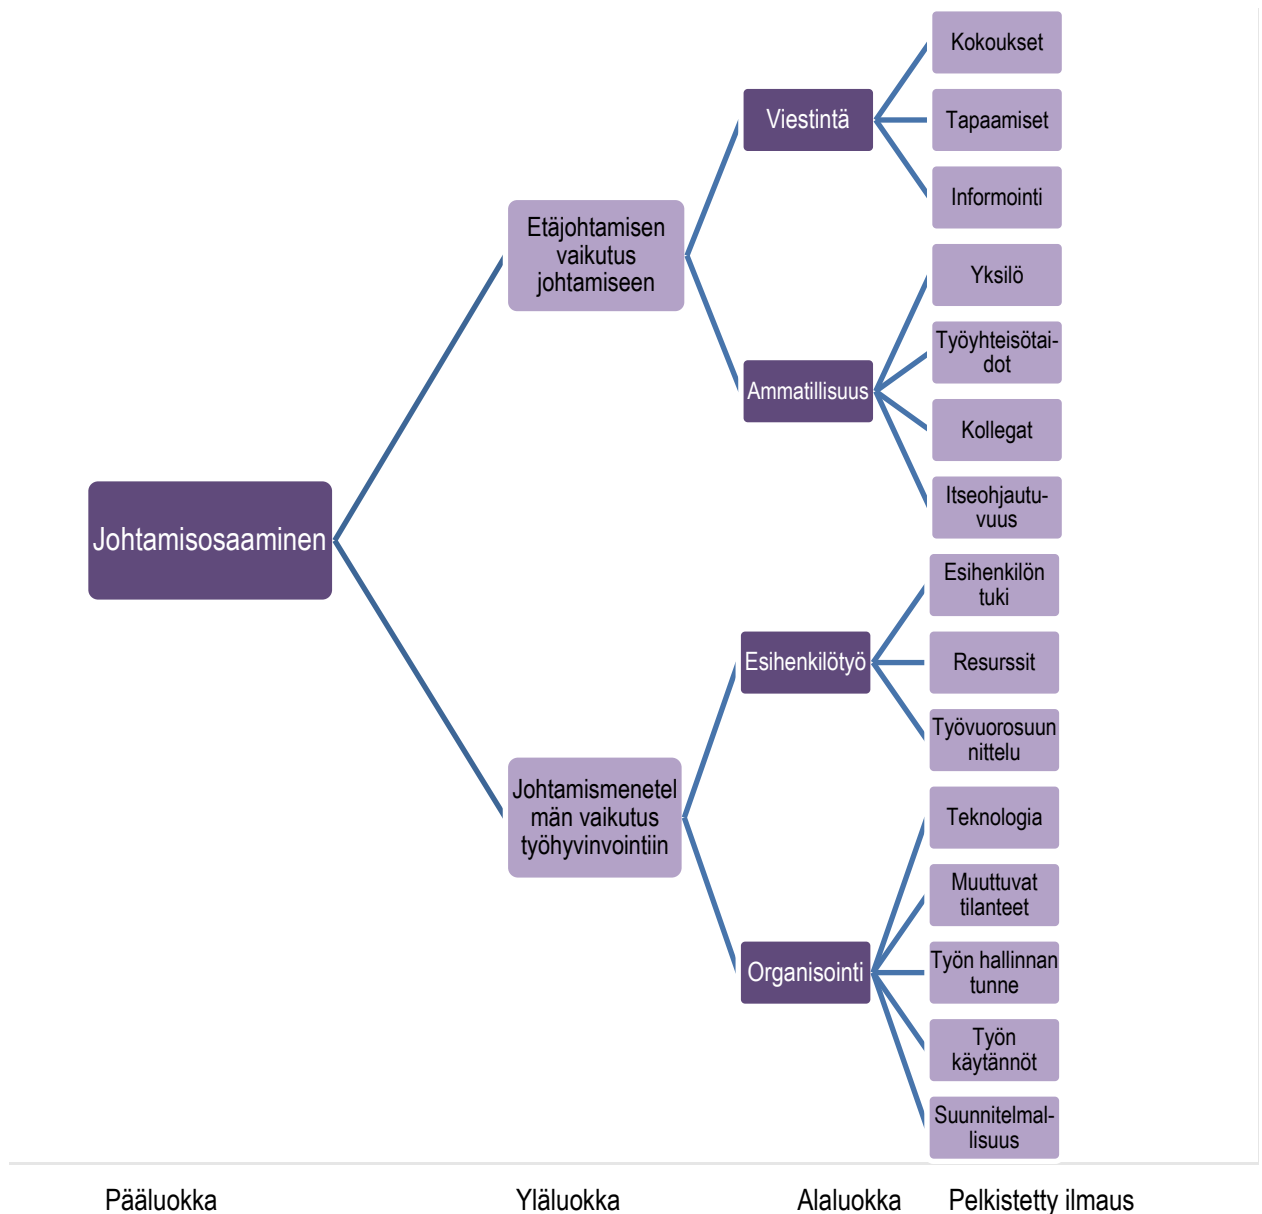 Kokoukset
Viestintä
Tapaamiset
Informointi
Etäjohtamisen
vaikutus
johtamiseen
Yksilö
Työyhteisötai-
dot
Ammatillisuus
Kollegat
Itseohjautu-
vuus
Johtamisosaaminen
Esihenkilön
tuki
Esihenkilötyö
Resurssit
Työvuorosuun
nittelu
Johtamismenetel
män vaikutus
työhyvinvointiin
Teknologia
Muuttuvat
tilanteet
Organisointi
Työn hallinnan
tunne
Työn
käytännöt
Suunnitelmal-
lisuus
Pääluokka
Yläluokka
Alaluokka
Pelkistetty ilmaus